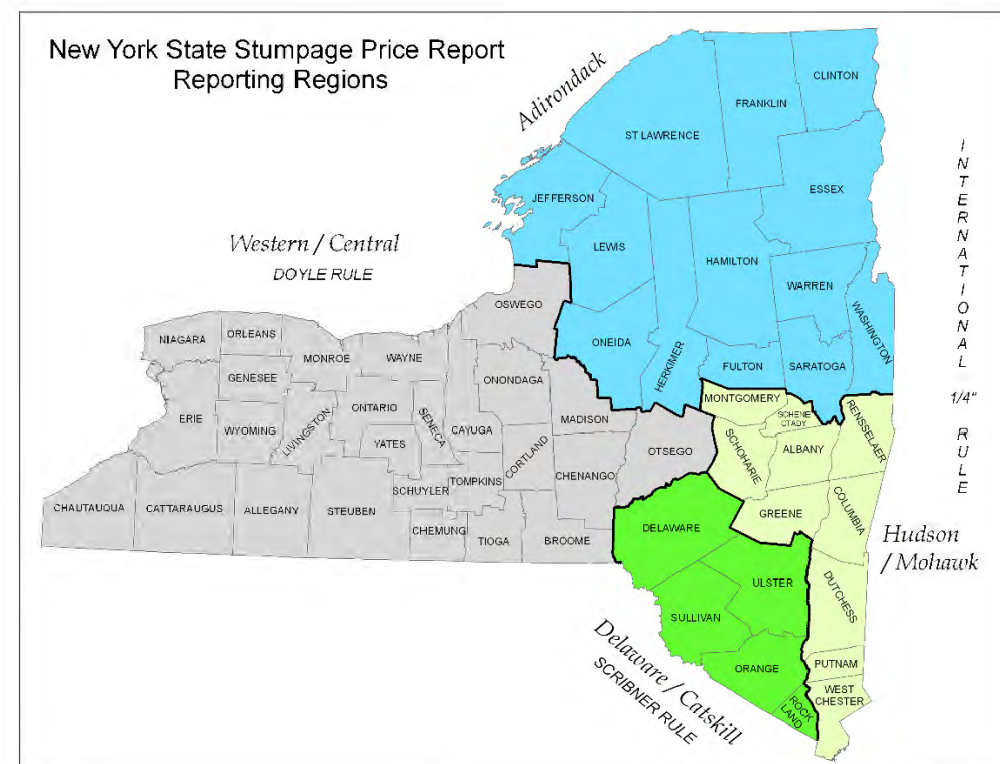 New York State Stumpage Price Report
Reporting Regions
Adirondack
CLINTON
FRANKLIN
ST LAWRENCE
ESSEX
JEFFERSON
LEWIS
HAMILTON
WARREN
WASHINGTON
ONEIDA
HERKIMER
FULTON
SARATOGA
INTERNATIONAL 1/4" RULE
Western / Central
DOYLE RULE
OSWEGO
NIAGARA
ORLEANS
MONROE
WAYNE
GENESEE
ONONDAGA
ERIE
WYOMING
LIVINGSTON
ONTARIO
SENECA
CAYUGA
MADISON
YATES
CORTLAND
OTSEGO
CHENANGO
SCHUYLER
TOMPKINS
CHAUTAUQUA
CATTARAUGUS
ALLEGANY
STEUBEN
CHEMUNG
TIOGA
BROOME
MONTGOMERY
SCHENE
CTADY
RENSSELAER
SCHOHARIE
ALBANY
GREENE
COLUMBIA
Hudson
/ Mohawk
DUTCHESS
PUTNAM
WEST
CHESTER
DELAWARE
ULSTER
SULLIVAN
ORANGE
ROCK
LAND
Delaware / Catskill
SCRIBNER RULE